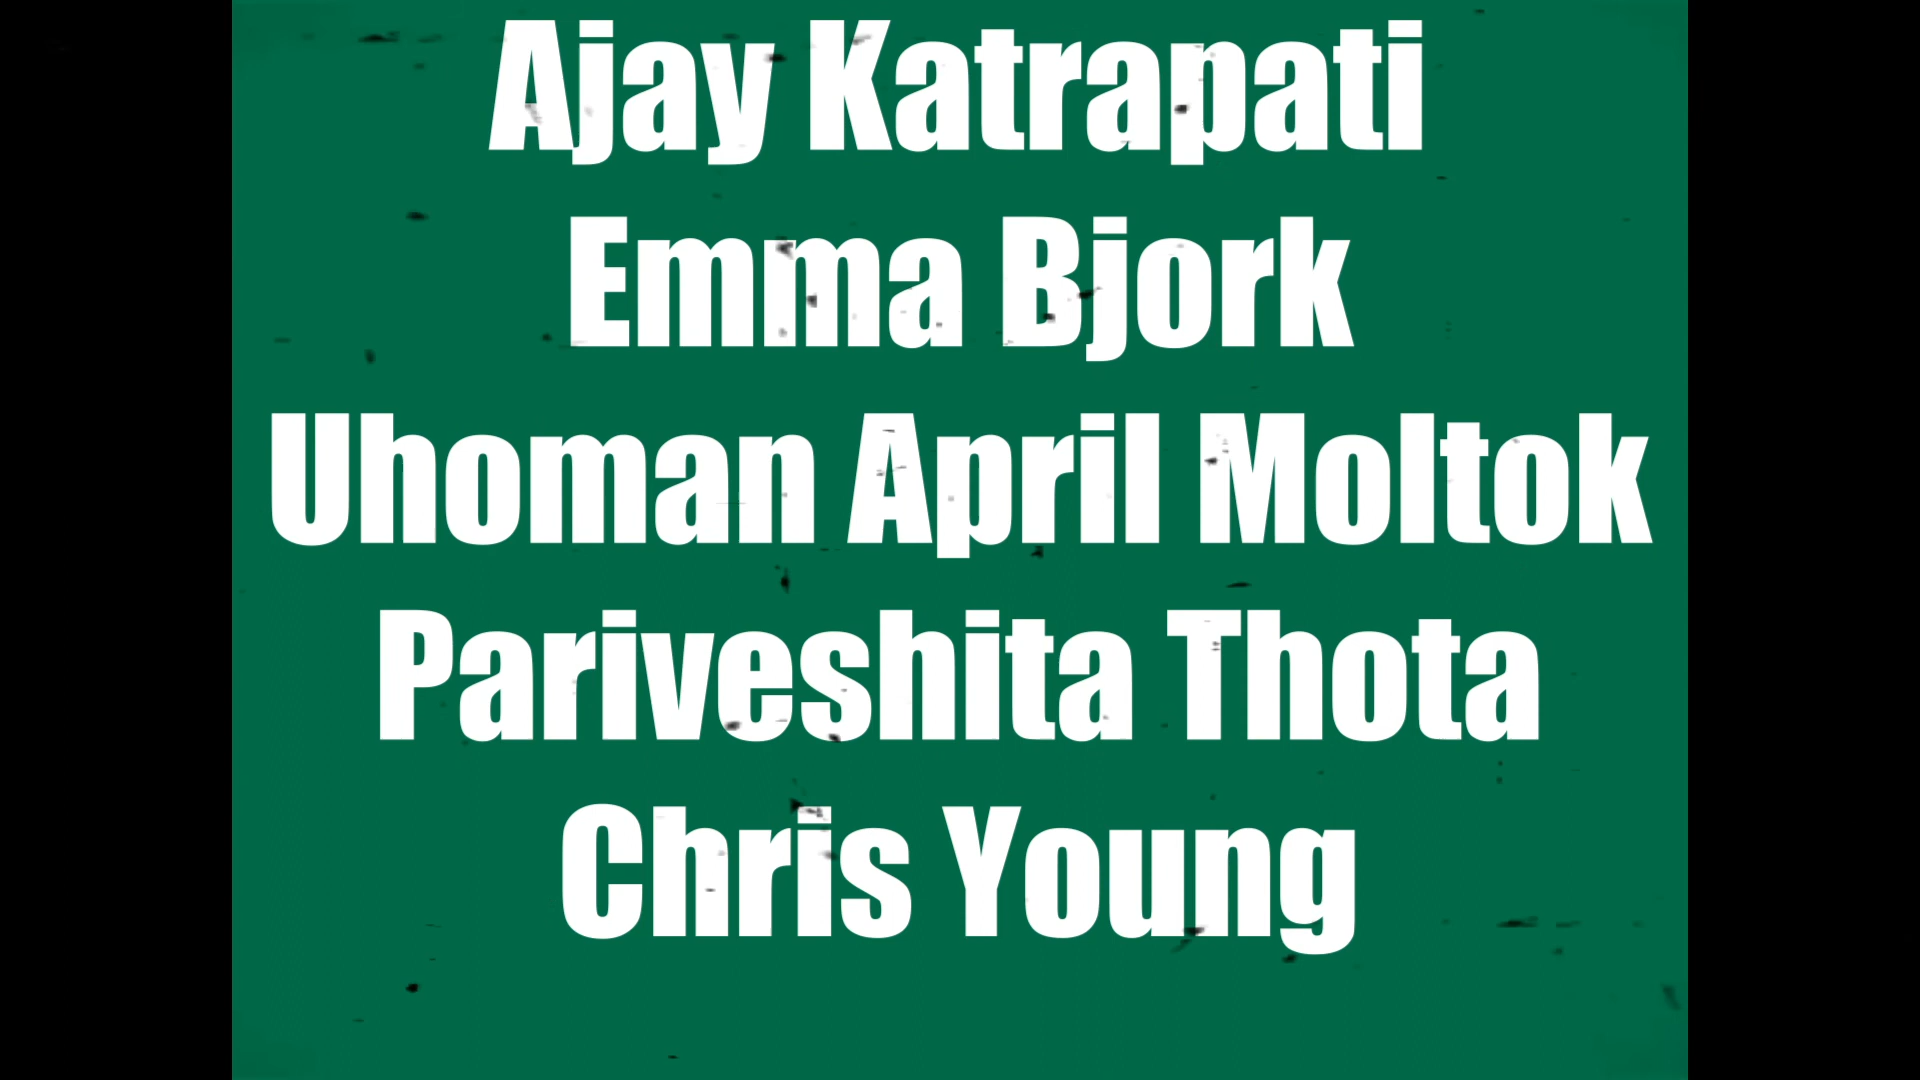 Ajay Katrapati
Emma Bjork
Uhoman April Moltok
Pariveshita Thota
Chris Young